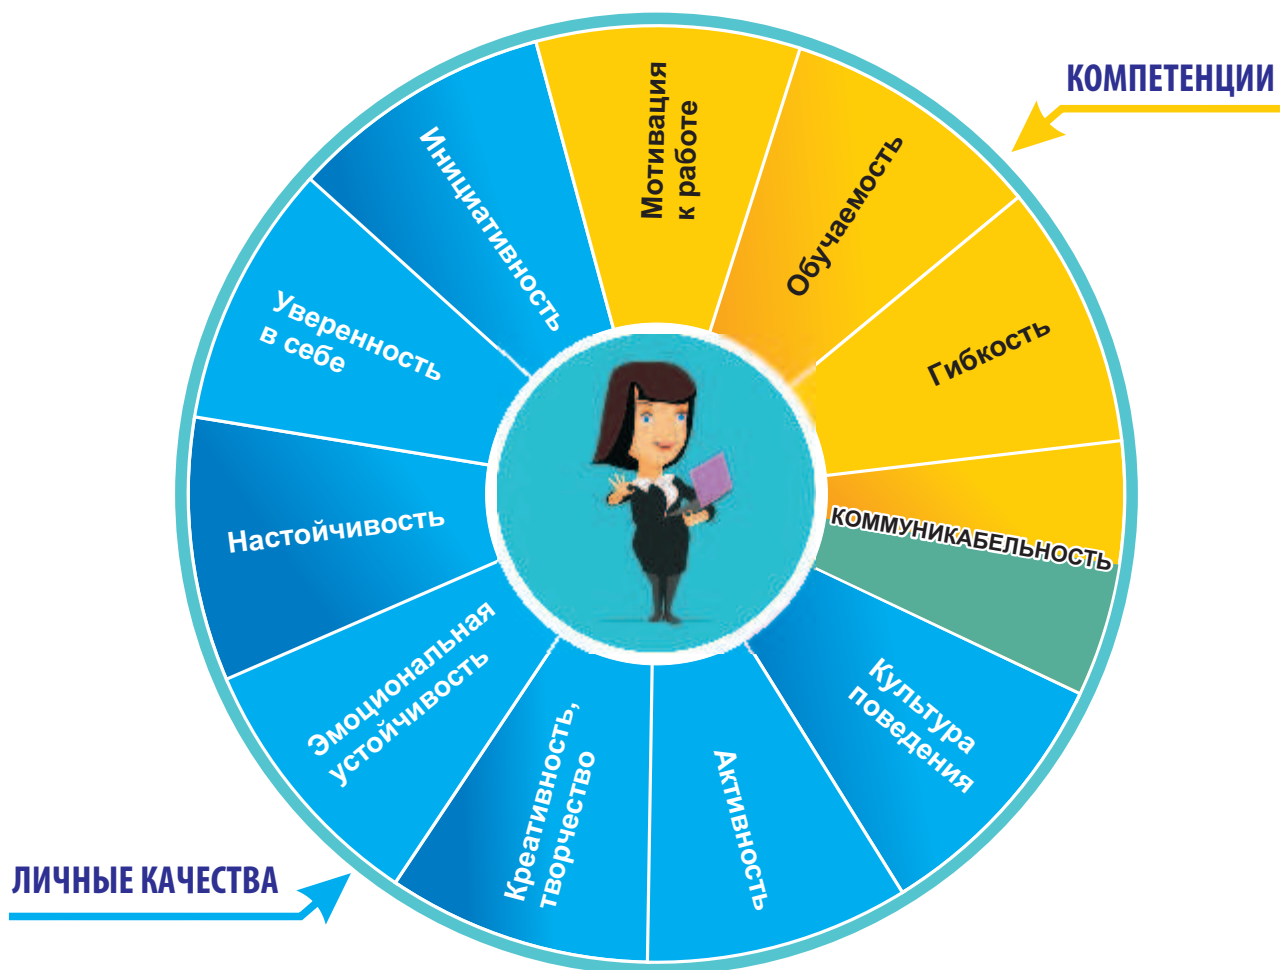 КОМПЕТЕНЦИИ
Мотивация
к работе
Обучаемость
Гибкость
КОММУНИКАБЕЛЬНОСТЬ
Культура
поведения
Активность
Креативность,
творчество
Эмоциональная
устойчивость
Настойчивость
Уверенность
в себе
Инициативность
ЛИЧНЫЕ КАЧЕСТВА